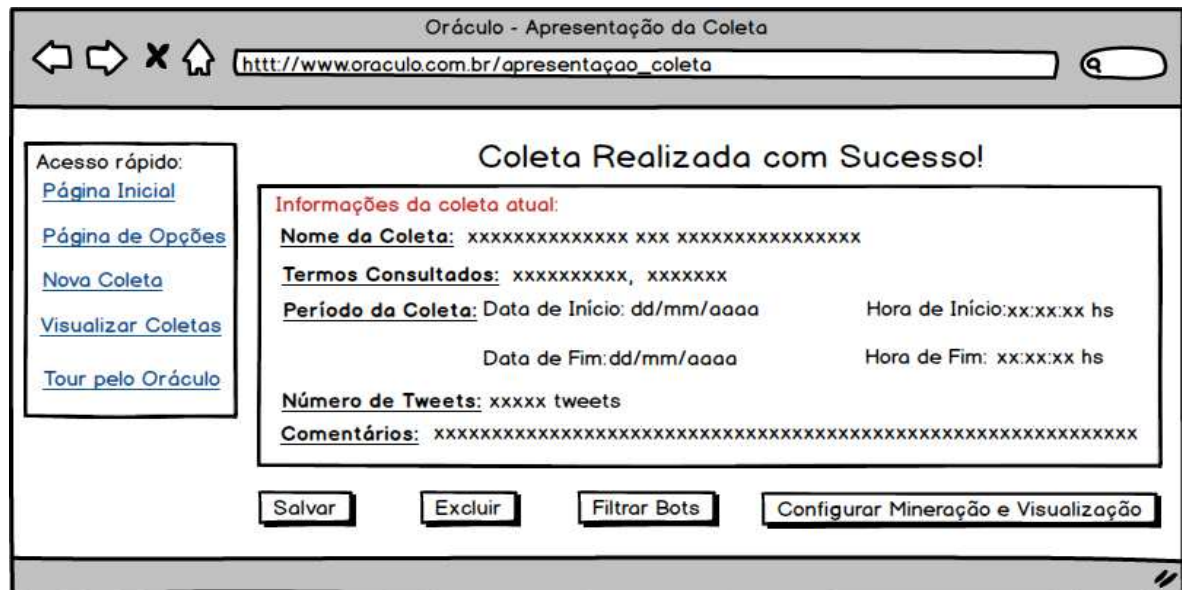 Oráculo - Apresentação da Coleta
httt://www.oraculo.com.br/apresentaçao_coleta
Acesso rápido:
Página Inicial
Página de Opções
Nova Coleta
Visualizar Coletas
Tour pelo Oráculo
Coleta Realizada com Sucesso!
Informações da coleta atual:
Nome da Coleta: xxxxxxxxxxxxxx xxx xxxxxxxxxxxxxxxx
Termos Consultados: xxxxxxxxxx, xxxxxxx
Período da Coleta: Data de Início: dd/mm/aaaa Hora de Início:xx:xx:xx hs
Data de Fim:dd/mm/aaaa Hora de Fim: xx:xx:xx hs
Número de Tweets: xxxxx tweets
Comentários: xxxxxxxxxxxxxxxxxxxxxxxxxxxxxxxxxxxxxxxxxxxxxxxxxxxxxxxxxxxx
Salvar Excluir Filtrar Bots Configurar Mineração e Visualização